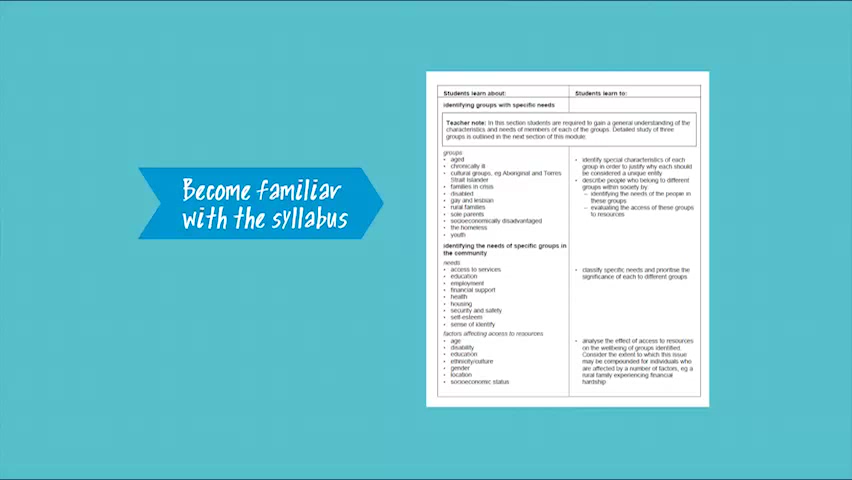 Become familiar
with the syllabus
Students learn about:
Students learn to:
identifying groups with specific needs
Teacher note: In this section students are required to gain a general understanding of the
characteristics and needs of members of each of the groups. Detailed study of three
groups is outlined in the next section of this module.
groups:
• aged
• chronically ill
• cultural groups, eg Aboriginal and Torres
Strait Islander
• families in crisis
• disabled
• gay and lesbian
• rural families
• sole parents
• socioeconomically disadvantaged
• the homeless
• youth
• identify special characteristics of each
group in order to justify why each should
be considered a unique entity
• describe people who belong to different
groups within society by:
– identifying the needs of the people in
these groups
– evaluating the access of these groups
to resources
identifying the needs of specific groups in
the community
needs
• access to services
• education
• employment
• financial support
• health
• housing
• security and safety
• self-esteem
• sense of identify
• classify specific needs and prioritise the
significance of each to different groups
factors affecting access to resources
• age
• disability
• education
• ethnicity/culture
• gender
• location
• socioeconomic status
• analyse the effect of access to resources
on the wellbeing of groups identified.
Consider the extent to which this issue
may be compounded for individuals who
are affected by a number of factors, eg a
rural family experiencing financial
hardship